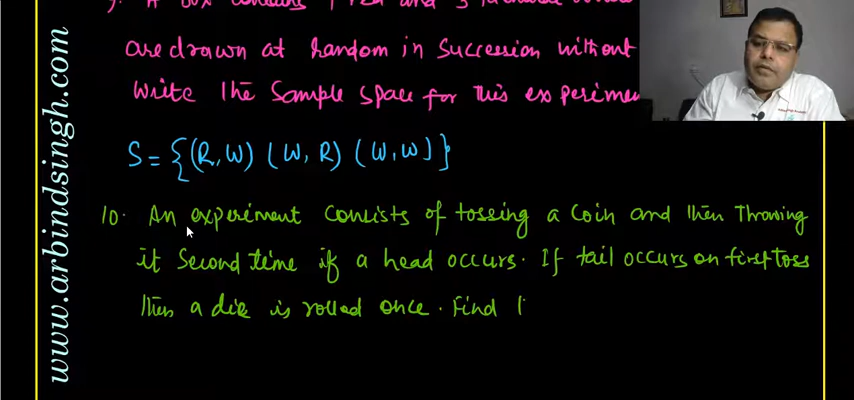 are drawn at random in Succession without
Write the Sample space for this experimen
S = {(R,W) (W,R) (W,W)}
10. An experiment consists of tossing a coin and then Throwing
it Second time if a head occurs. If tail occurs on first toss
then a die is rolled once. Find
www.arbindsingh.com